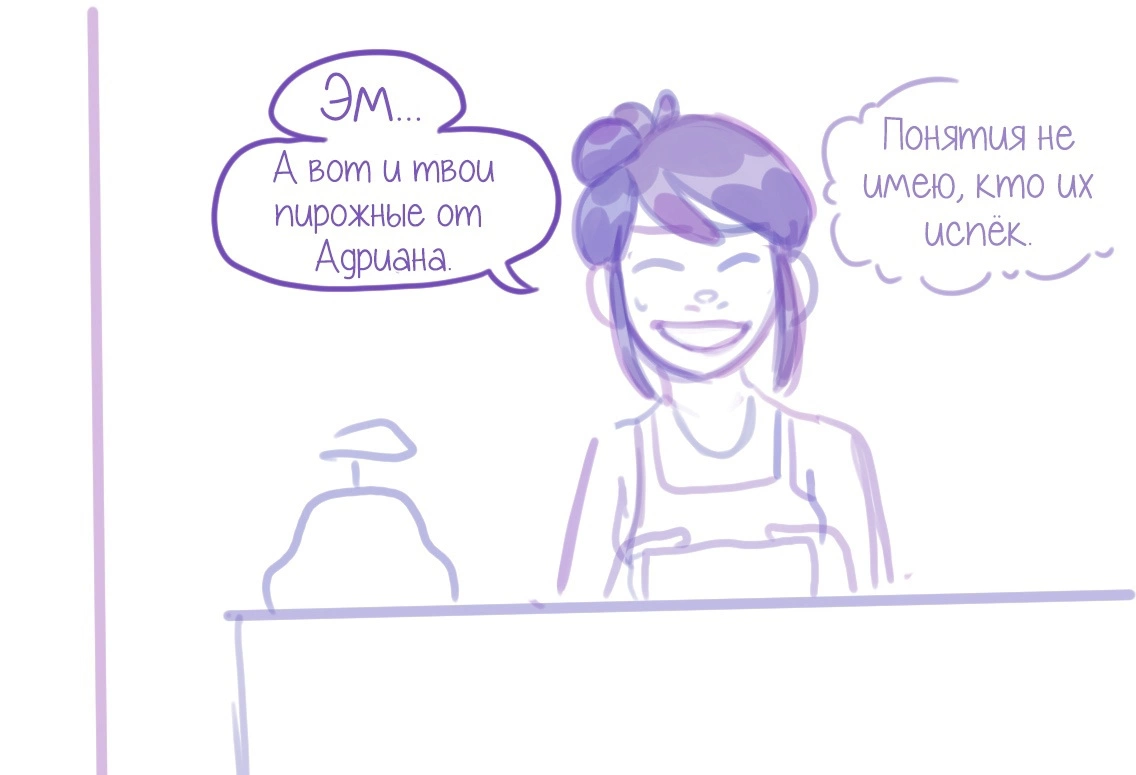 Эм...
А вот и твои
пирожные от
Адриана.
Понятия не
имею, кто их
испёк.